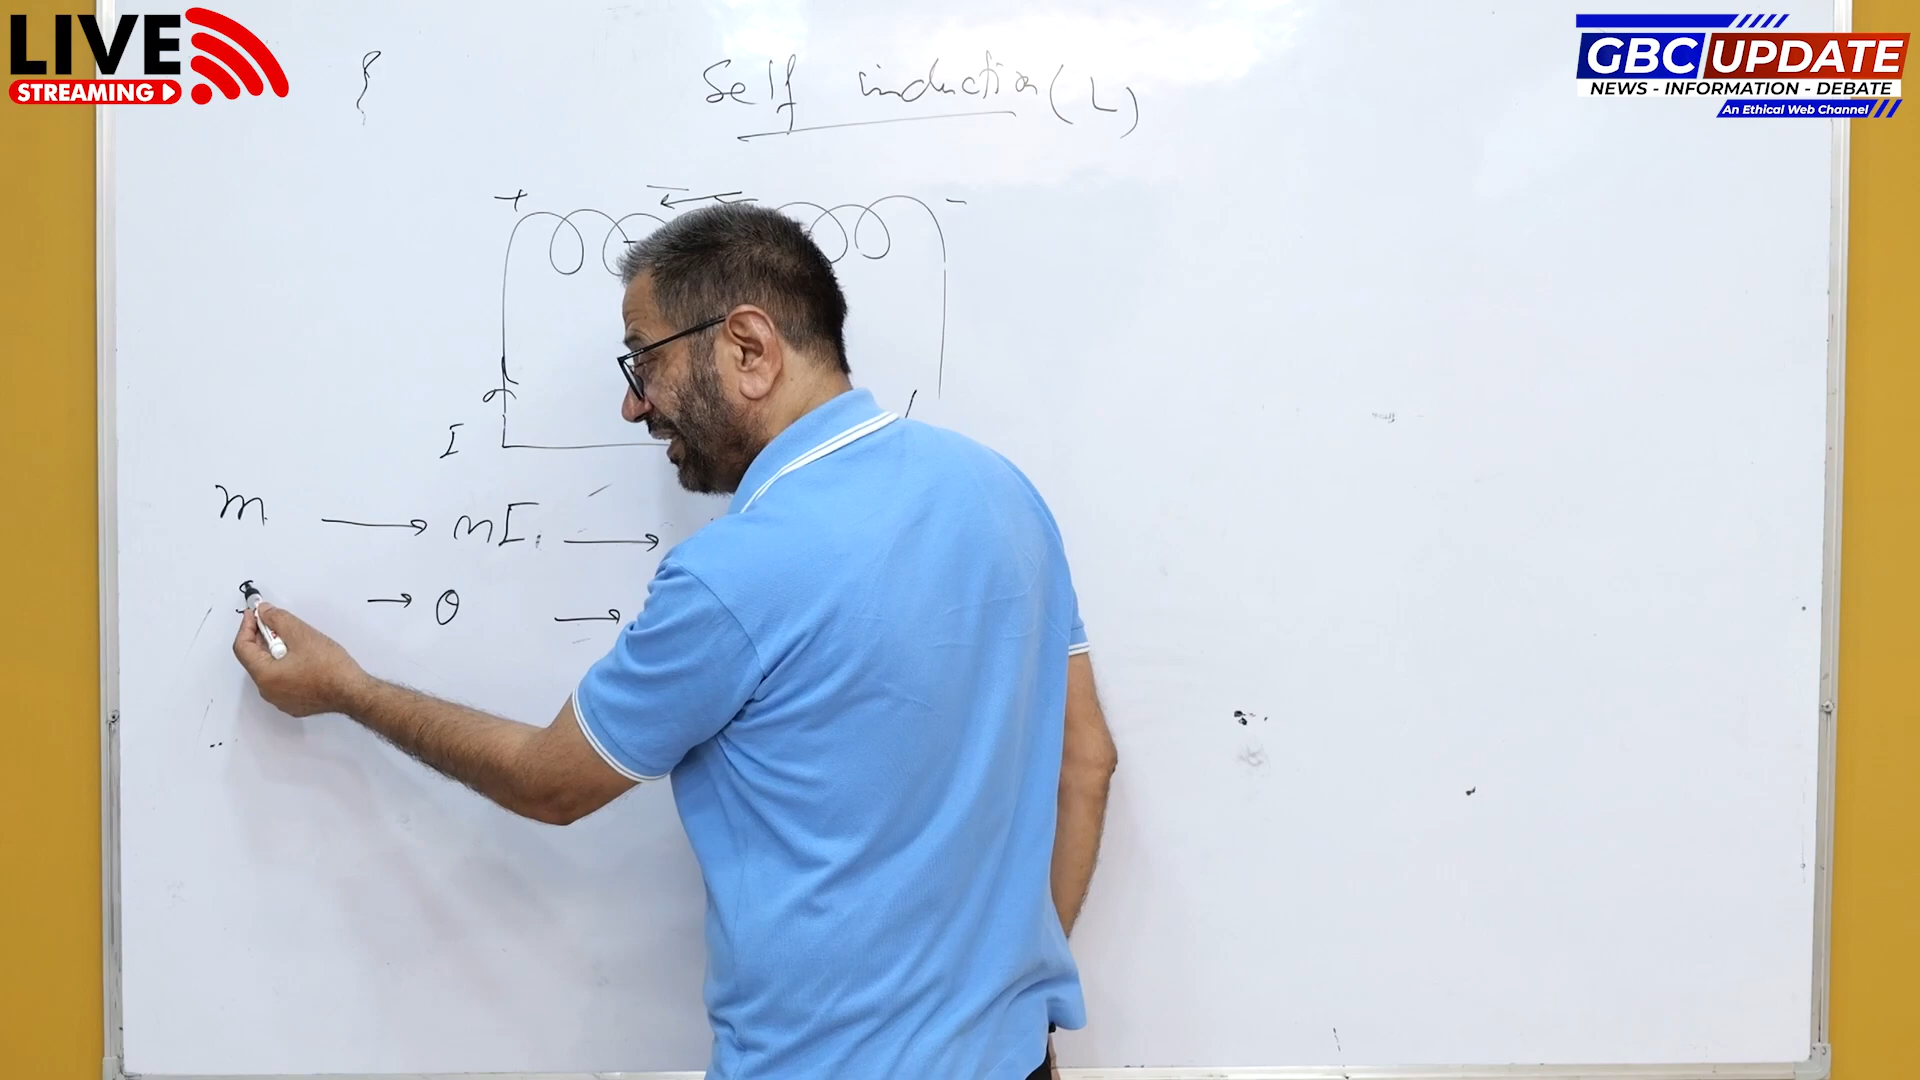 LIVE
STREAMING
GBC UPDATE
NEWS - INFORMATION - DEBATE
An Ethical Web Channel
Self induction (L)
+ -
I
m → mI. →
→ θ →